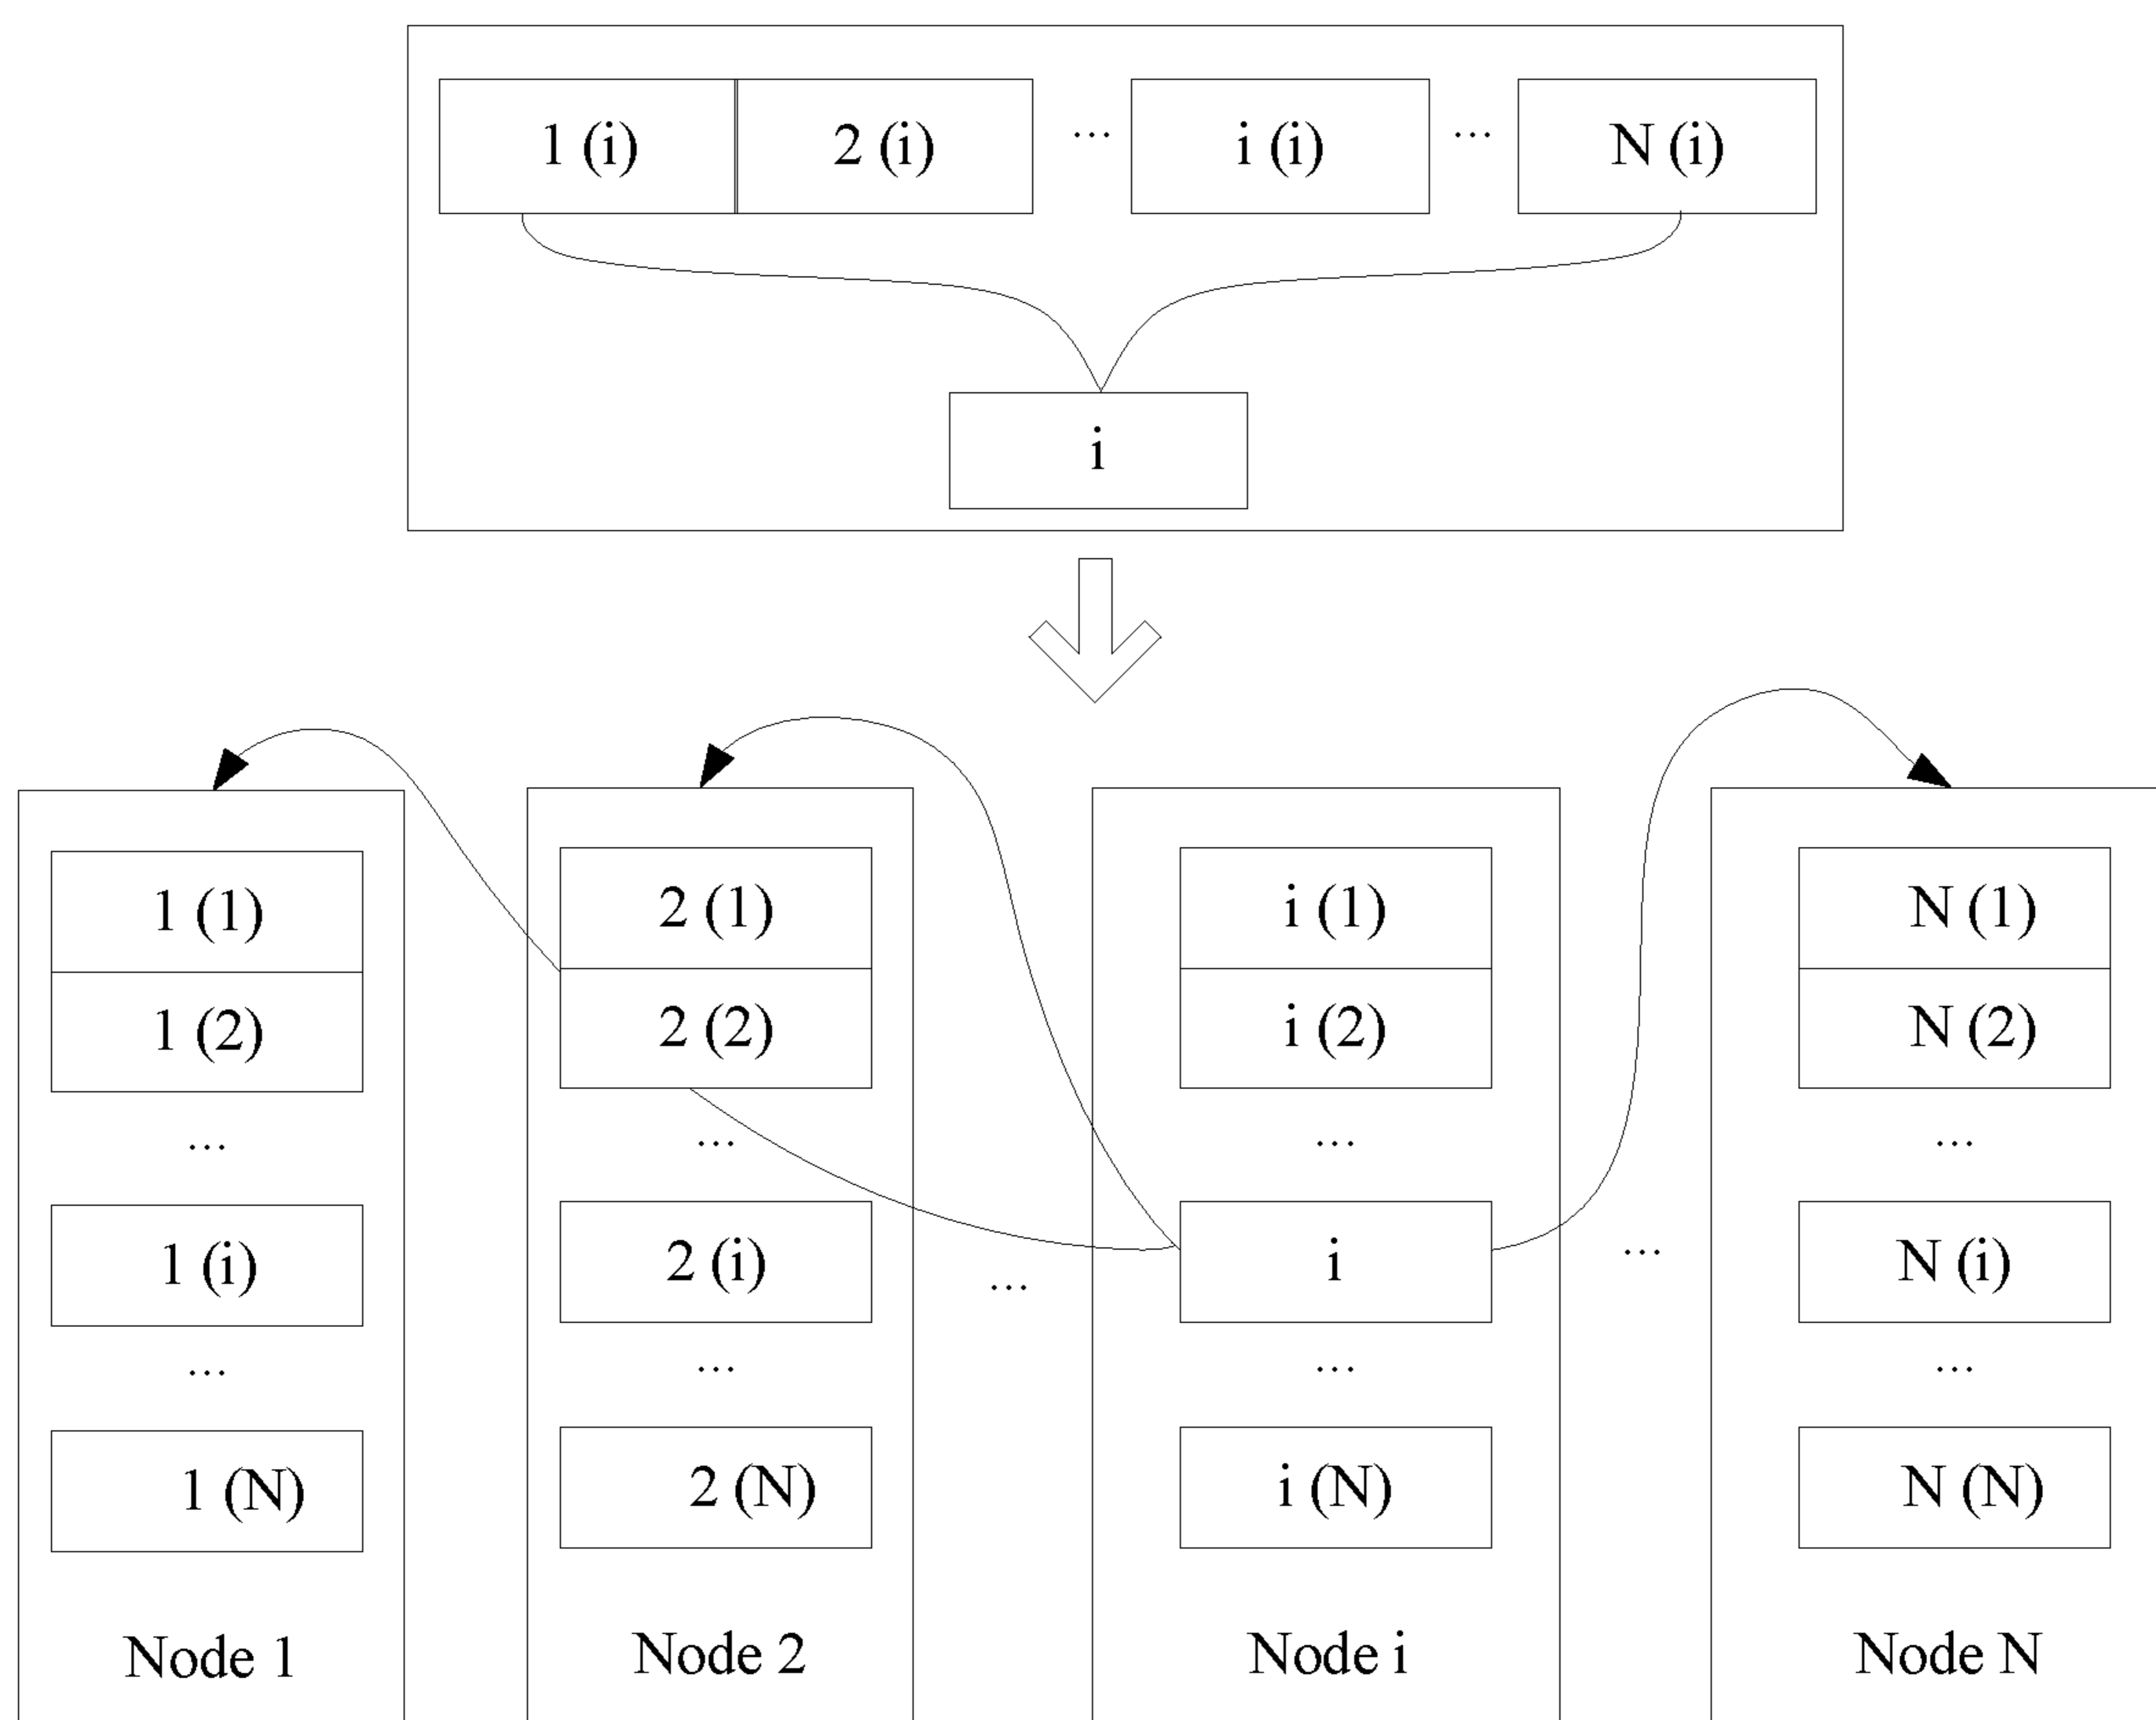 1 (i) 2 (i) ... i (i) ... N (i)
i
1 (1) 2 (1) i (1) N (1)
1 (2) 2 (2) i (2) N (2)
... ... ... ...
1 (i) 2 (i) ... i ... N (i)
... ... ... ...
1 (N) 2 (N) i (N) N (N)
Node 1 Node 2 Node i Node N